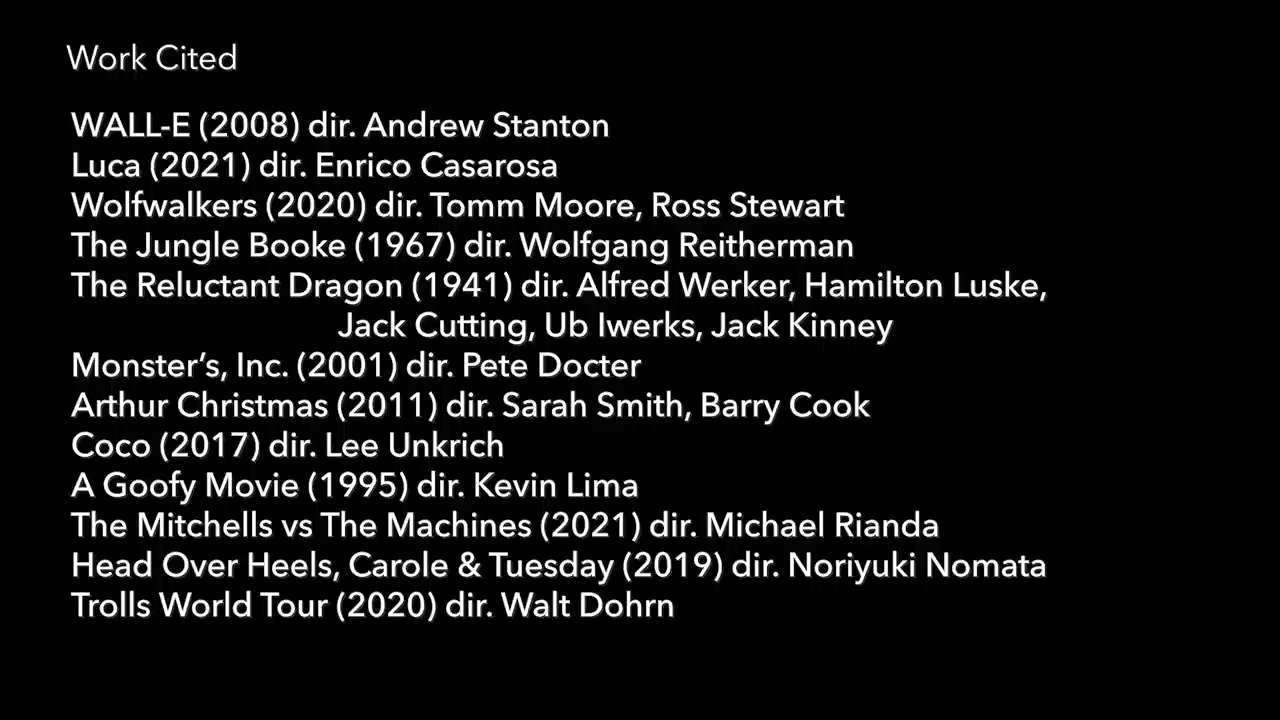 Work Cited
WALL-E (2008) dir. Andrew Stanton
Luca (2021) dir. Enrico Casarosa
Wolfwalkers (2020) dir. Tomm Moore, Ross Stewart
The Jungle Booke (1967) dir. Wolfgang Reitherman
The Reluctant Dragon (1941) dir. Alfred Werker, Hamilton Luske,
Jack Cutting, Ub Iwerks, Jack Kinney
Monster’s, Inc. (2001) dir. Pete Docter
Arthur Christmas (2011) dir. Sarah Smith, Barry Cook
Coco (2017) dir. Lee Unkrich
A Goofy Movie (1995) dir. Kevin Lima
The Mitchells vs The Machines (2021) dir. Michael Rianda
Head Over Heels, Carole & Tuesday (2019) dir. Noriyuki Nomata
Trolls World Tour (2020) dir. Walt Dohrn